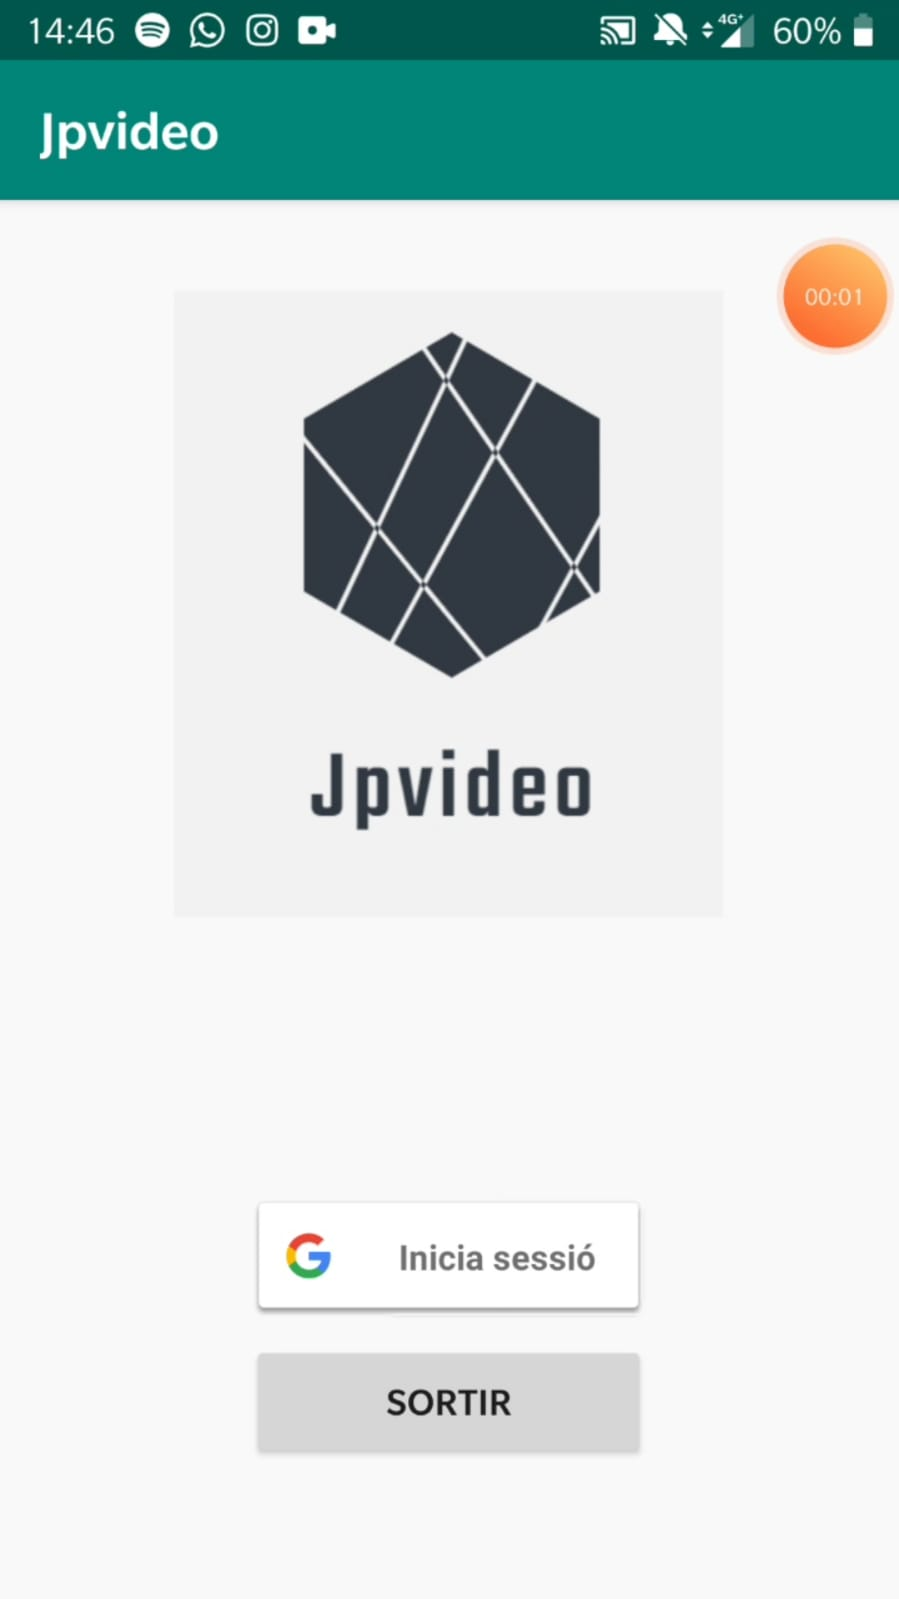 14:46 4G+ 60%
Jpvideo
00:01
Jpvideo
Inicia sessió
SORTIR